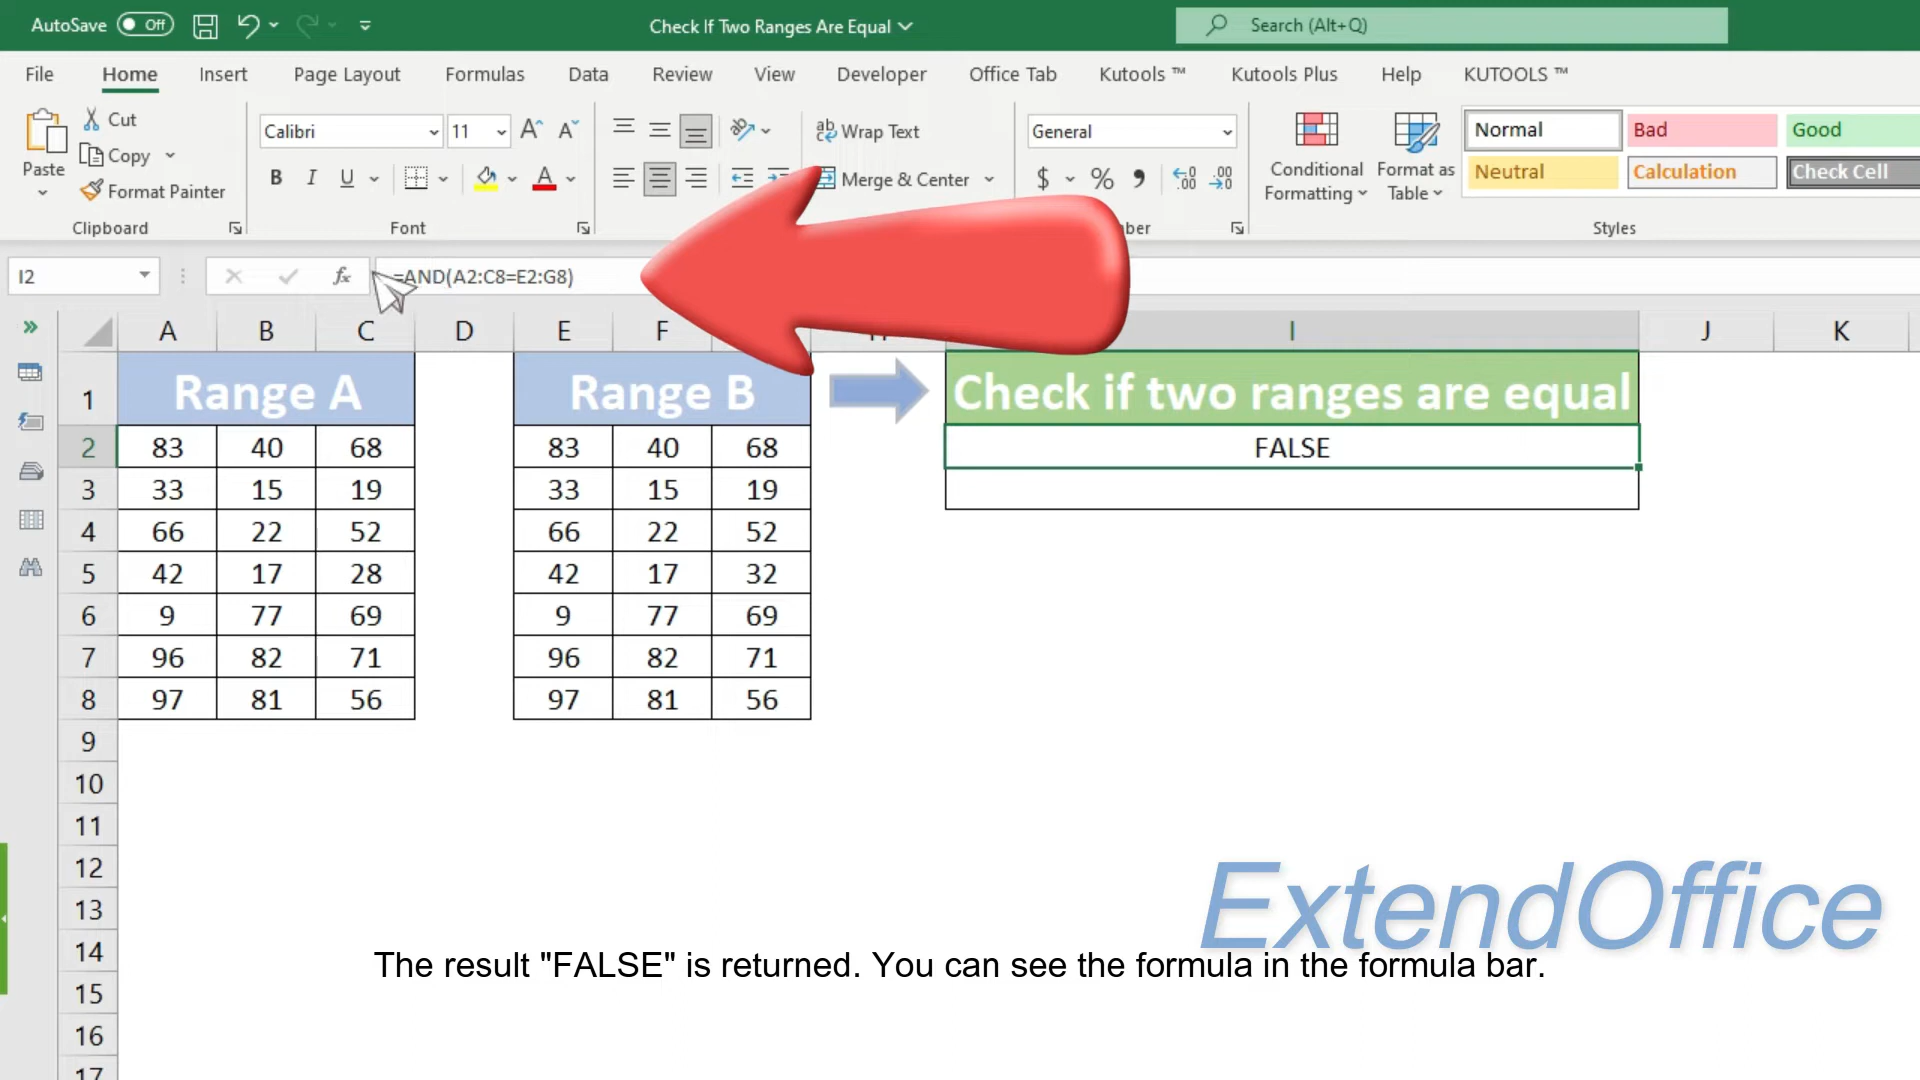 AutoSave Off Check If Two Ranges Are Equal Search (Alt+Q)
File Home Insert Page Layout Formulas Data Review View Developer Office Tab Kutools ™ Kutools Plus Help KUTOOLS ™
Paste
Cut
Copy
Format Painter
Clipboard
Calibri 11
B I U A
Font
Wrap Text
Merge & Center
General
$ %
ber
Conditional Formatting
Format as Table
Normal Bad Good
Neutral Calculation Check Cell
Styles
I2 fx =AND(A2:C8=E2:G8)
A B C D E F I J K
1 Range A Range B Check if two ranges are equal
2 83 40 68 83 40 68 FALSE
3 33 15 19 33 15 19
4 66 22 52 66 22 52
5 42 17 28 42 17 32
6 9 77 69 9 77 69
7 96 82 71 96 82 71
8 97 81 56 97 81 56
9
10
11
12
13
14
15
16
17
ExtendOffice
The result "FALSE" is returned. You can see the formula in the formula bar.